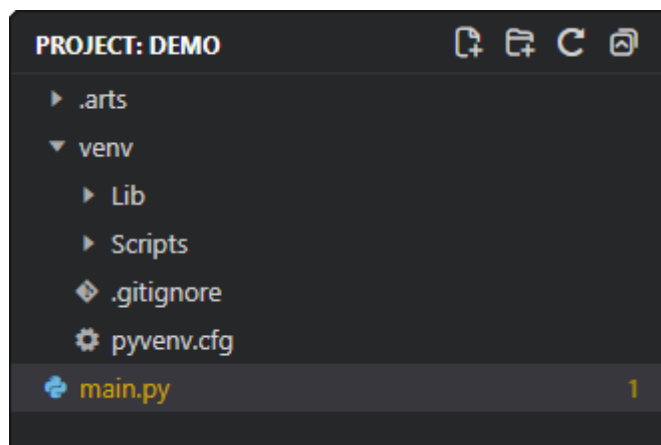 PROJECT: DEMO
.arts
venv
Lib
Scripts
.gitignore
pyvenv.cfg
main.py 1